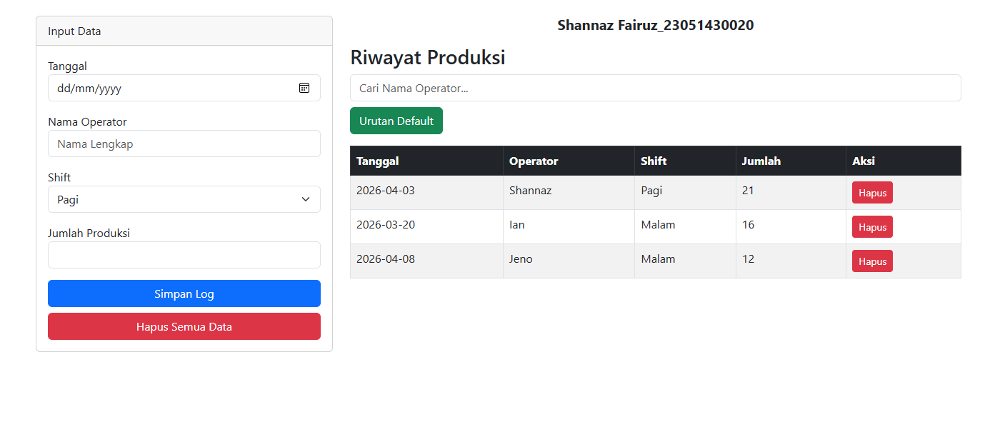 Input Data
Tanggal
dd/mm/yyyy
Nama Operator
Nama Lengkap
Shift
Pagi
Jumlah Produksi
Simpan Log
Hapus Semua Data
Shannaz Fairuz_23051430020
Riwayat Produksi
Cari Nama Operator...
Urutan Default
Tanggal Operator Shift Jumlah Aksi
2026-04-03 Shannaz Pagi 21 Hapus
2026-03-20 Ian Malam 16 Hapus
2026-04-08 Jeno Malam 12 Hapus